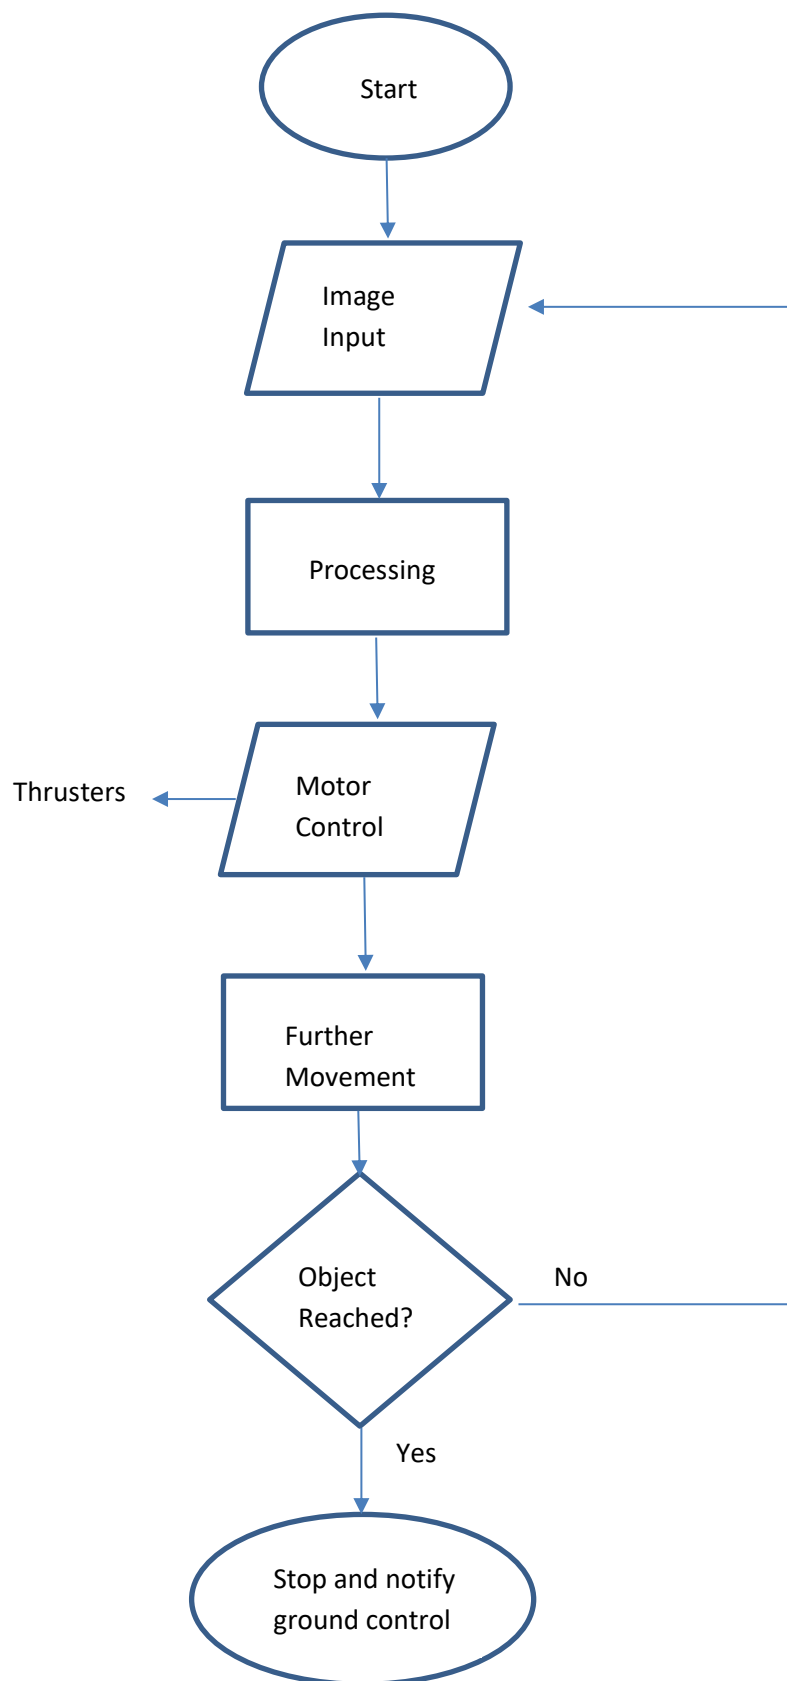 Start
Image
Input
Processing
Thrusters
Motor
Control
Further
Movement
Object
Reached?
No
Yes
Stop and notify
ground control